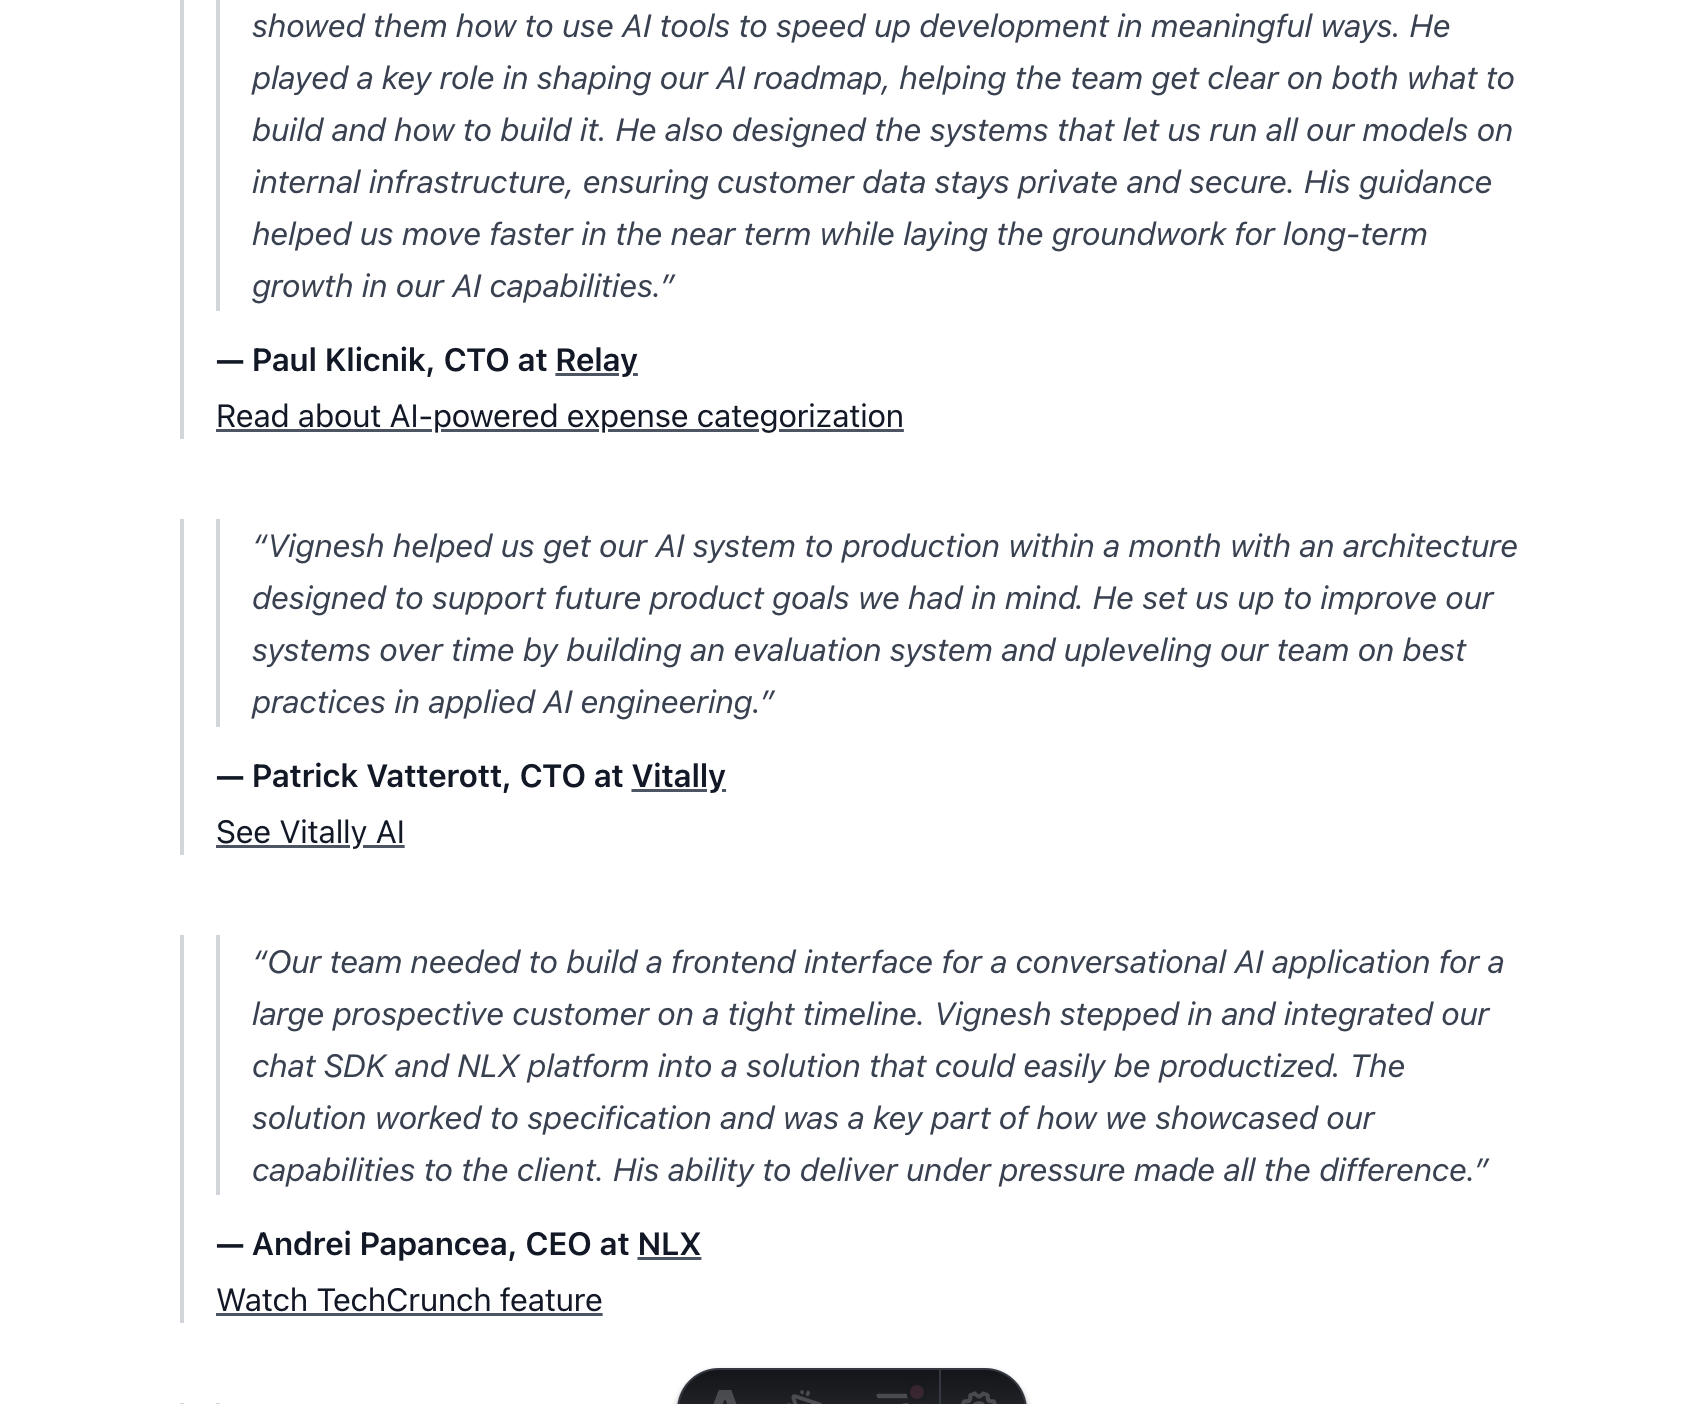 showed them how to use AI tools to speed up development in meaningful ways. He
played a key role in shaping our AI roadmap, helping the team get clear on both what to
build and how to build it. He also designed the systems that let us run all our models on
internal infrastructure, ensuring customer data stays private and secure. His guidance
helped us move faster in the near term while laying the groundwork for long-term
growth in our AI capabilities.”
— Paul Klicnik, CTO at Relay
Read about AI-powered expense categorization
“Vignesh helped us get our AI system to production within a month with an architecture
designed to support future product goals we had in mind. He set us up to improve our
systems over time by building an evaluation system and upleveling our team on best
practices in applied AI engineering.”
— Patrick Vatterott, CTO at Vitally
See Vitally AI
“Our team needed to build a frontend interface for a conversational AI application for a
large prospective customer on a tight timeline. Vignesh stepped in and integrated our
chat SDK and NLX platform into a solution that could easily be productized. The
solution worked to specification and was a key part of how we showcased our
capabilities to the client. His ability to deliver under pressure made all the difference.”
— Andrei Papancea, CEO at NLX
Watch TechCrunch feature